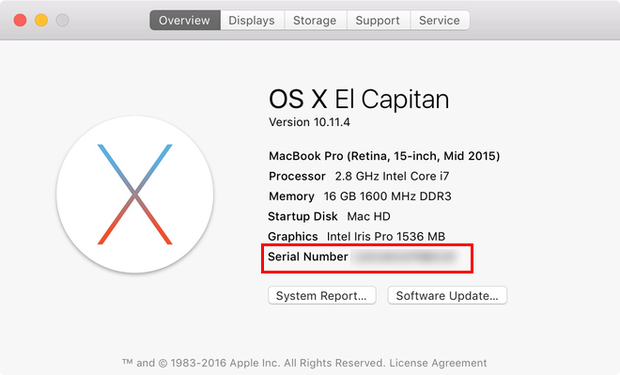 Overview Displays Storage Support Service
OS X El Capitan
Version 10.11.4
MacBook Pro (Retina, 15-inch, Mid 2015)
Processor 2.8 GHz Intel Core i7
Memory 16 GB 1600 MHz DDR3
Startup Disk Mac HD
Graphics Intel Iris Pro 1536 MB
Serial Number
System Report... Software Update...
™ and © 1983-2016 Apple Inc. All Rights Reserved. License Agreement